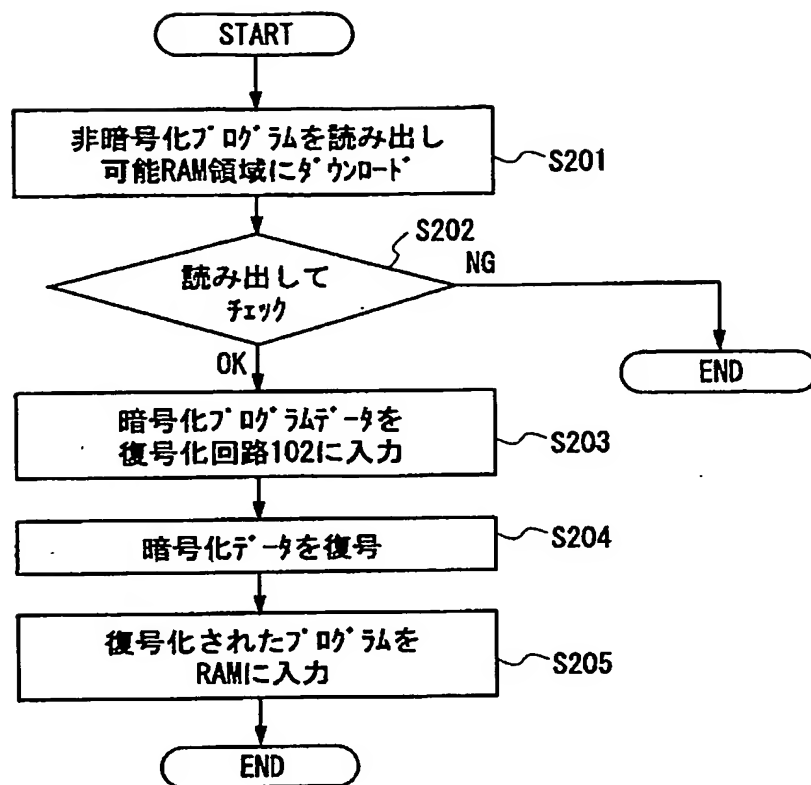 START
非暗号化プログラムを読み出し
可能RAM領域にダウンロード
S201
S202
読み出して
チェック
NG
OK
END
暗号化プログラムデータを
復号化回路102に入力
S203
暗号化データを復号
S204
復号化されたプログラムを
RAMに入力
S205
END